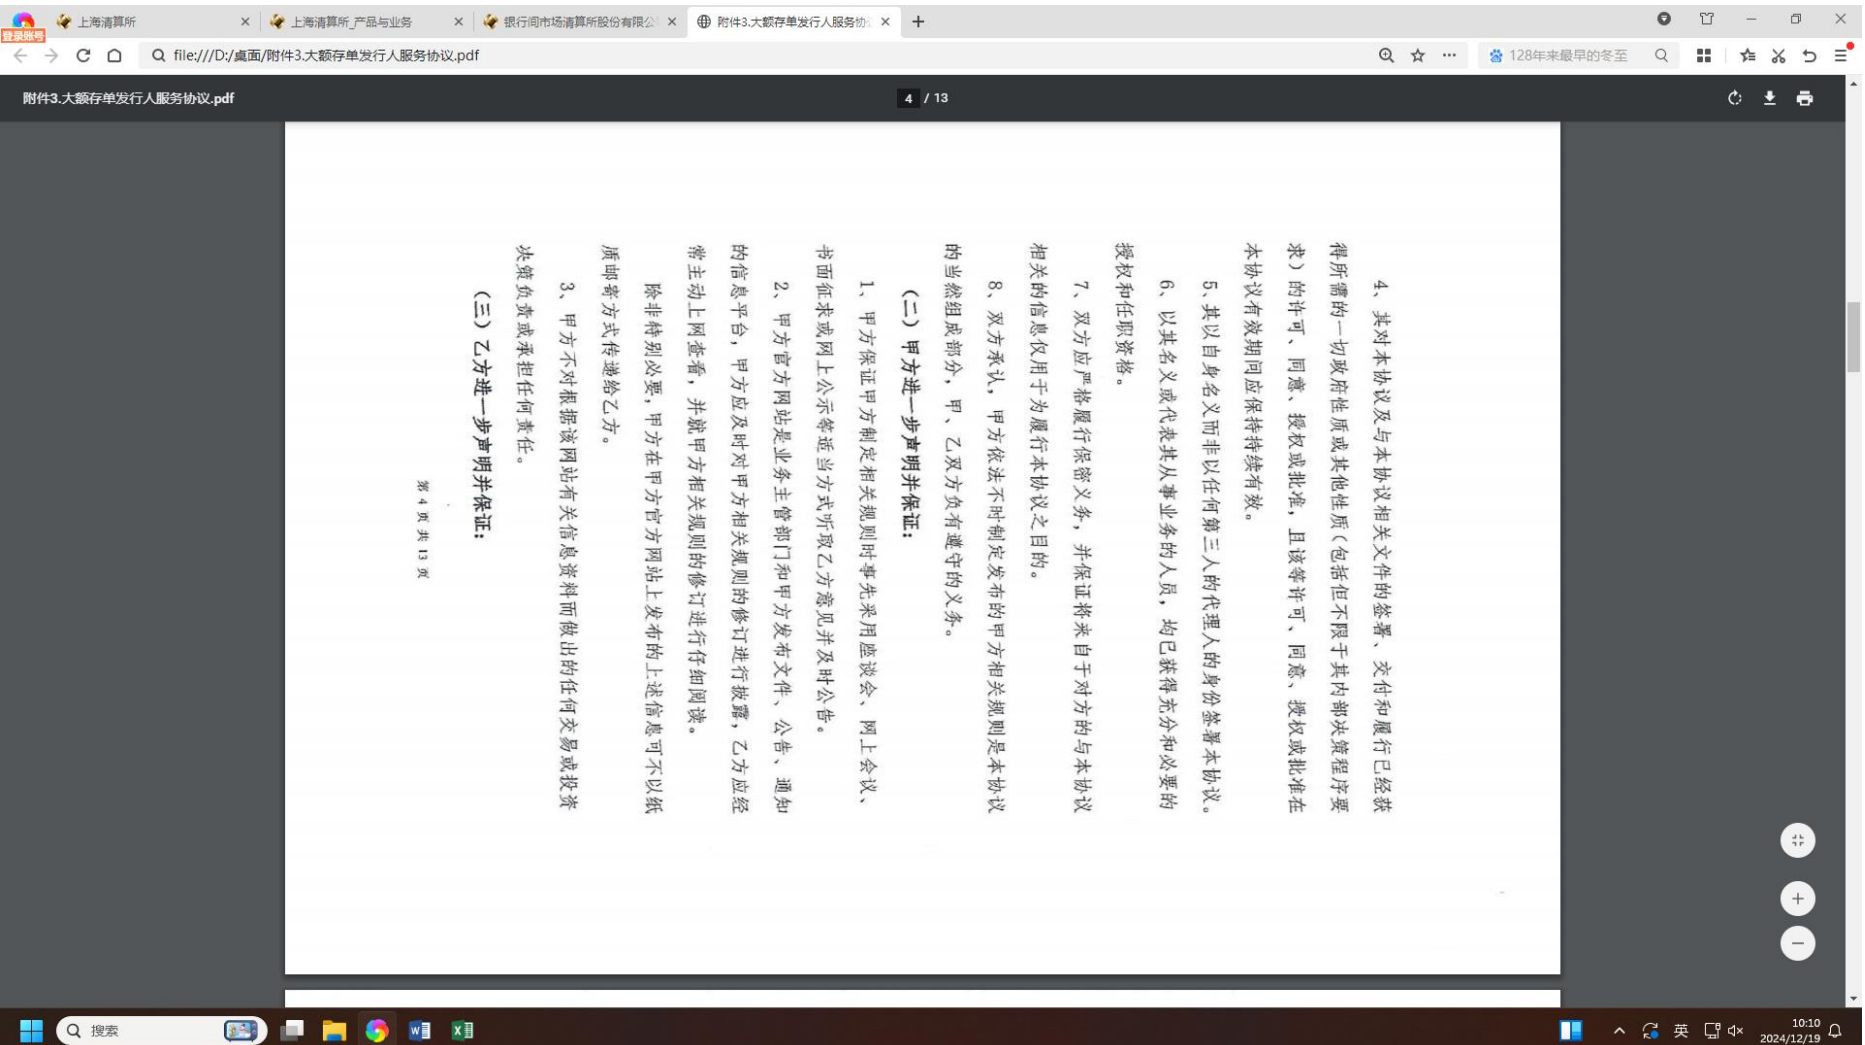 上海清算所
上海清算所_产品与业务
银行间市场清算所股份有限公
附件3.大额存单发行人服务协
登录账号
file:///D:/桌面/附件3.大额存单发行人服务协议.pdf
128年来最早的冬至
附件3.大额存单发行人服务协议.pdf
4 / 13
4、其对本协议及与本协议相关文件的签署、交付和履行已经获
得所需的一切政府性质或其他性质（包括但不限于其内部决策程序要
求）的许可、同意、授权或批准，且该等许可、同意、授权或批准在
本协议有效期间应保持持续有效。
5、其以自身名义而非以任何第三人的代理人的身份签署本协议。
6、以其名义或代表其从事业务的人员，均已获得充分和必要的
授权和任职资格。
7、双方应严格履行保密义务，并保证将来自于对方的与本协议
相关的信息仅用于为履行本协议之目的。
8、双方承认，甲方依法不时制定发布的甲方相关规则是本协议
的当然组成部分，甲、乙双方负有遵守的义务。
（二）甲方进一步声明并保证：
1、甲方保证甲方制定相关规则时事先采用座谈会、网上会议、
书面征求或网上公示等适当方式听取乙方意见并及时公告。
2、甲方官方网站是业务主管部门和甲方发布文件、公告、通知
的信息平台，甲方应及时对甲方相关规则的修订进行披露，乙方应经
常主动上网查看，并就甲方相关规则的修订进行仔细阅读。
除非特别必要，甲方在甲方官方网站上发布的上述信息可不以纸
质邮寄方式传递给乙方。
3、甲方不对根据该网站有关信息资料而做出的任何交易或投资
决策负责或承担任何责任。
（三）乙方进一步声明并保证：
第 4 页 共 13 页
搜索
英
10:10
2024/12/19